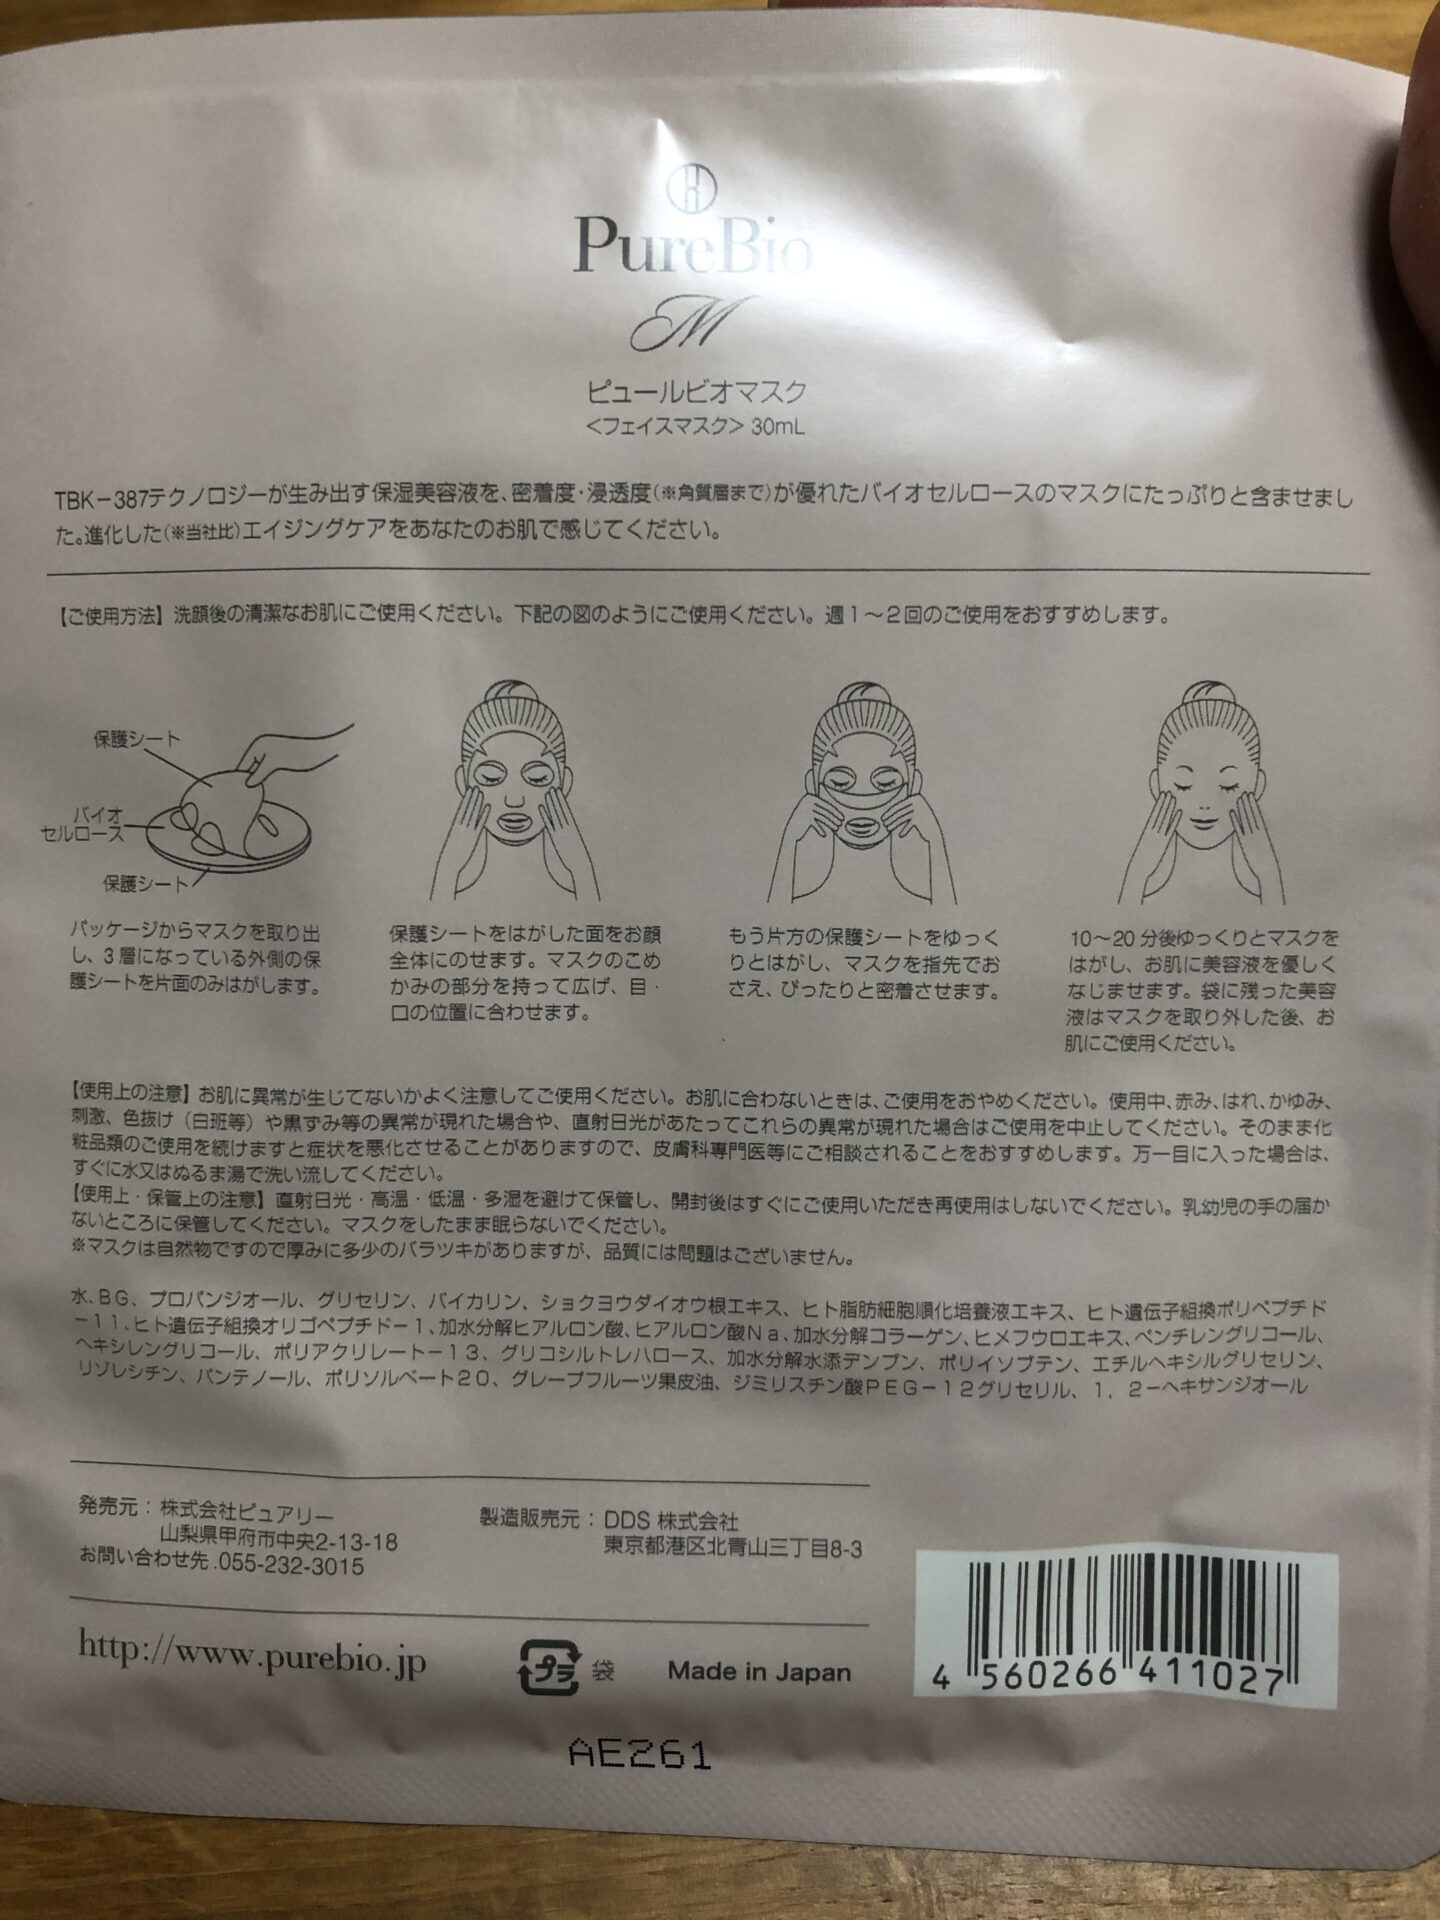 PureBio
M
ピュールビオマスク
<フェイスマスク> 30mL
TBK－387テクノロジーが生み出す保湿美容液を、密着度・浸透度(※角質層まで)が優れたバイオセルロースのマスクにたっぷりと含ませまし
た。進化した(※当社比)エイジングケアをあなたのお肌で感じてください。
【ご使用方法】洗顔後の清潔なお肌にご使用ください。下記の図のようにご使用ください。週1～2回のご使用をおすすめします。
保護シート
バイオ
セルロース
保護シート
パッケージからマスクを取り出
し、3層になっている外側の保
護シートを片面のみはがします。
保護シートをはがした面をお顔
全体にのせます。マスクのこめ
かみの部分を持って広げ、目・
口の位置に合わせます。
もう片方の保護シートをゆっく
りとはがし、マスクを指先でお
さえ、ぴったりと密着させます。
10～20分後ゆっくりとマスクを
はがし、お肌に美容液を優しく
なじませます。袋に残った美容
液はマスクを取り外した後、お
肌にご使用ください。
【使用上の注意】お肌に異常が生じてないかよく注意してご使用ください。お肌に合わないときは、ご使用をおやめください。使用中、赤み、はれ、かゆみ、
刺激、色抜け（白斑等）や黒ずみ等の異常が現れた場合や、直射日光があたってこれらの異常が現れた場合はご使用を中止してください。そのまま化
粧品類のご使用を続けますと症状を悪化させることがありますので、皮膚科専門医等にご相談されることをおすすめします。万一目に入った場合は、
すぐに水又はぬるま湯で洗い流してください。
【使用上・保管上の注意】直射日光・高温・低温・多湿を避けて保管し、開封後はすぐにご使用いただき再使用はしないでください。乳幼児の手の届か
ないところに保管してください。マスクをしたまま眠らないでください。
※マスクは自然物ですので厚みに多少のバラツキがありますが、品質には問題はございません。
水、BG、プロパンジオール、グリセリン、バイカリン、ショクヨウダイオウ根エキス、ヒト脂肪細胞順化培養液エキス、ヒト遺伝子組換ポリペプチド
－11、ヒト遺伝子組換オリゴペプチド－1、加水分解ヒアルロン酸、ヒアルロン酸Na、加水分解コラーゲン、ヒメフウロエキス、ペンチレングリコール、
ヘキシレングリコール、ポリアクリレート－13、グリコシルトレハロース、加水分解水添デンプン、ポリイソブテン、エチルヘキシルグリセリン、
リゾレシチン、パンテノール、ポリソルベート20、グレープフルーツ果皮油、ジミリスチン酸PEG－12グリセリル、1，2－ヘキサンジオール
発売元：株式会社ピュアリー
山梨県甲府市中央2-13-18
お問い合わせ先.055-232-3015
製造販売元：DDS 株式会社
東京都港区北青山三丁目8-3
http://www.purebio.jp
プラ 袋
Made in Japan
4 560266 411027
AE261